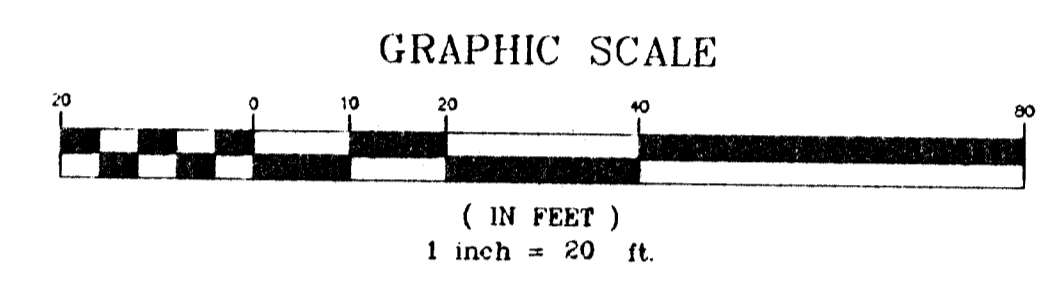 GRAPHIC SCALE
20 0 10 20 40 80
( IN FEET )
1 inch = 20 ft.